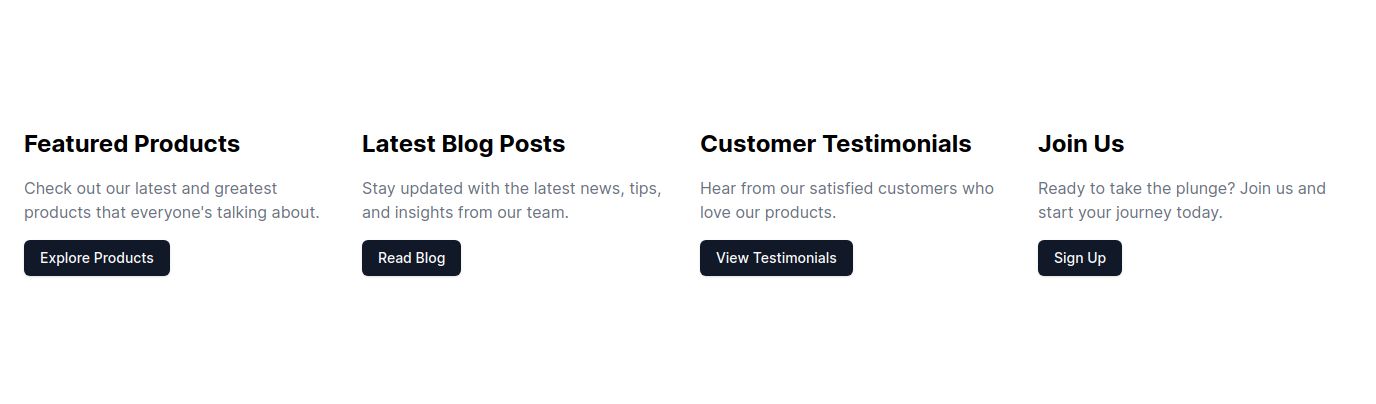 Featured Products
Check out our latest and greatest
products that everyone's talking about.
Explore Products
Latest Blog Posts
Stay updated with the latest news, tips,
and insights from our team.
Read Blog
Customer Testimonials
Hear from our satisfied customers who
love our products.
View Testimonials
Join Us
Ready to take the plunge? Join us and
start your journey today.
Sign Up